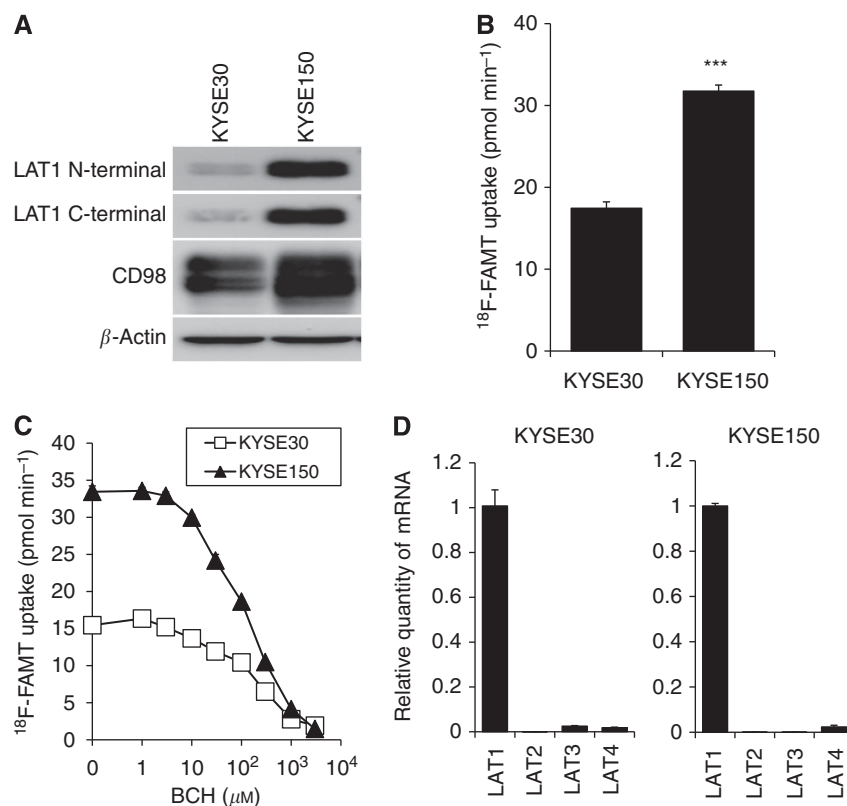 A
KYSE30
KYSE150
LAT1 N-terminal
LAT1 C-terminal
CD98
β-Actin
B
¹⁸F-FAMT uptake (pmol min⁻¹)
40
30
20
10
0
***
KYSE30
KYSE150
C
¹⁸F-FAMT uptake (pmol min⁻¹)
40
35
30
25
20
15
10
5
0
KYSE30
KYSE150
0
1
10
10²
10³
10⁴
BCH (μM)
D
Relative quantity of mRNA
KYSE30
1.2
1
0.8
0.6
0.4
0.2
0
LAT1
LAT2
LAT3
LAT4
KYSE150
1.2
1
0.8
0.6
0.4
0.2
0
LAT1
LAT2
LAT3
LAT4